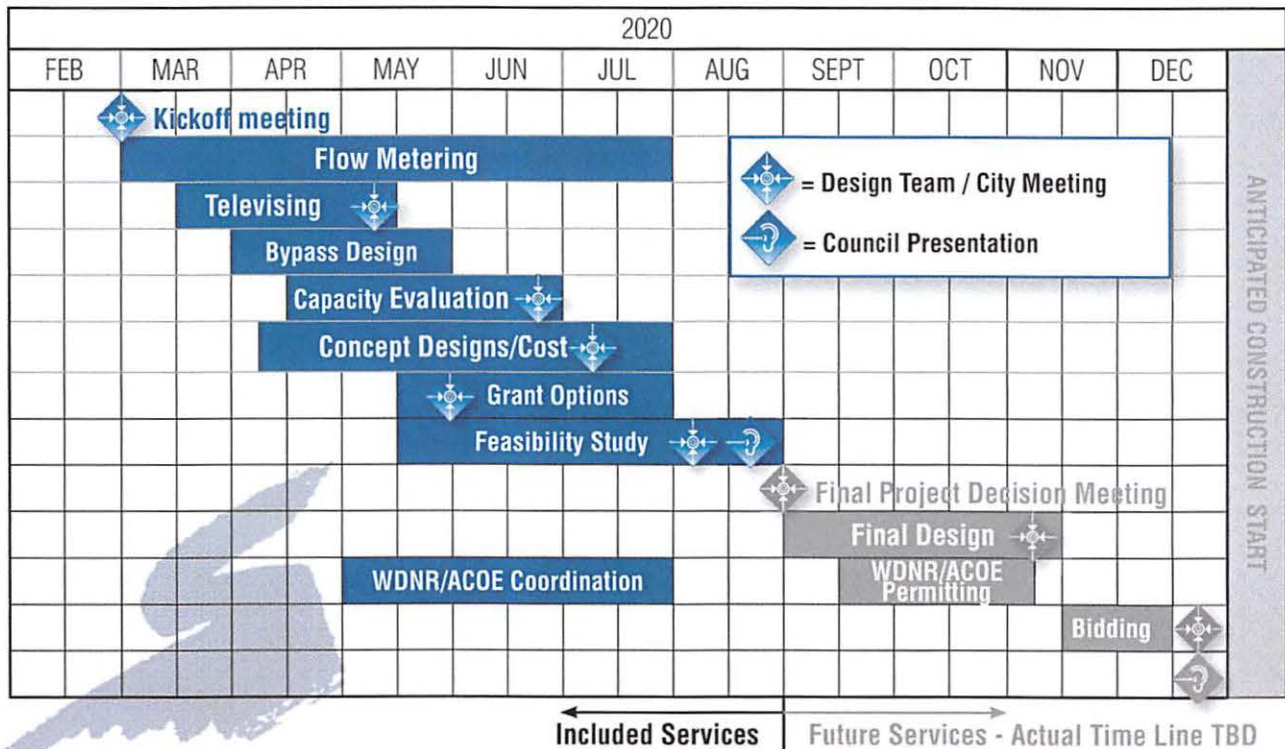 2020
FEB MAR APR MAY JUN JUL AUG SEPT OCT NOV DEC
Kickoff meeting
Flow Metering
= Design Team / City Meeting
Televising
= Council Presentation
Bypass Design
Capacity Evaluation
Concept Designs/Cost
Grant Options
Feasibility Study
Final Project Decision Meeting
Final Design
WDNR/ACOE Coordination
WDNR/ACOE
Permitting
Bidding
ANTICIPATED CONSTRUCTION START
Included Services
Future Services - Actual Time Line TBD